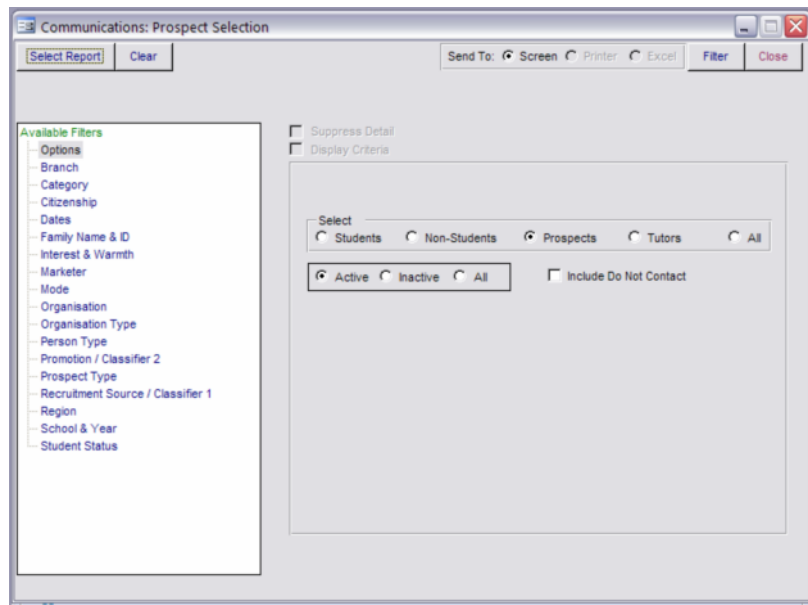 Communications: Prospect Selection
Select Report Clear Send To: Screen Printer Excel Filter Close
Available Filters
Options
Branch
Category
Citizenship
Dates
Family Name & ID
Interest & Warmth
Marketer
Mode
Organisation
Organisation Type
Person Type
Promotion / Classifier 2
Prospect Type
Recruitment Source / Classifier 1
Region
School & Year
Student Status
Suppress Detail
Display Criteria
Select
Students Non-Students Prospects Tutors All
Active Inactive All Include Do Not Contact